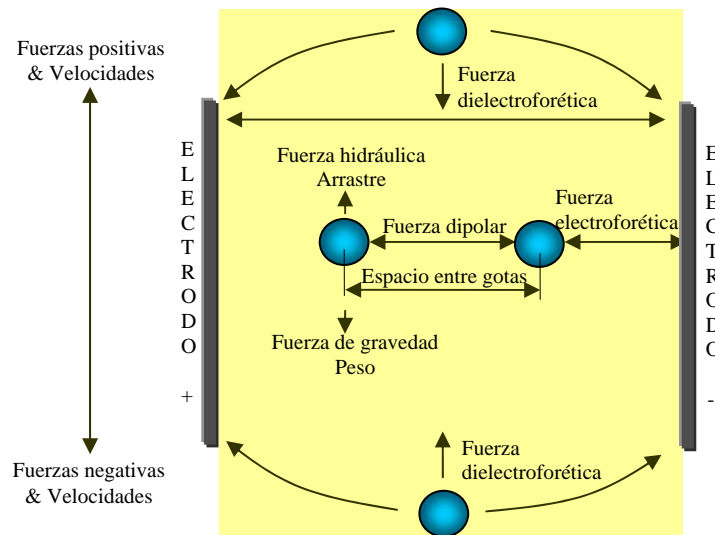 Fuerzas positivas
& Velocidades
Fuerza
dielectroforética
E
L
E
C
T
R
O
D
O
+
Fuerza hidráulica
Arrastre
Fuerza dipolar
Espacio entre gotas
Fuerza de gravedad
Peso
Fuerza
electroforética
E
L
E
C
T
R
O
D
O
-
Fuerzas negativas
& Velocidades
Fuerza
dielectroforética